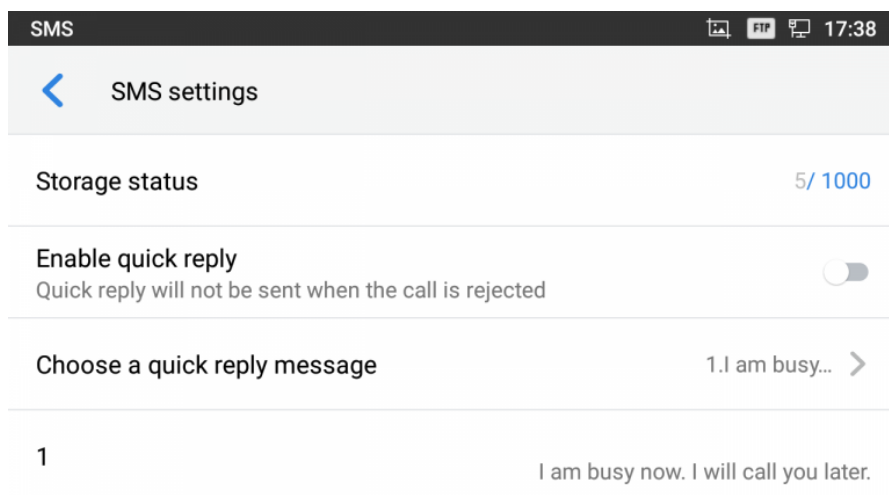 SMS FTP 17:38
SMS settings
Storage status 5/ 1000
Enable quick reply
Quick reply will not be sent when the call is rejected
Choose a quick reply message 1.I am busy...
1
I am busy now. I will call you later.